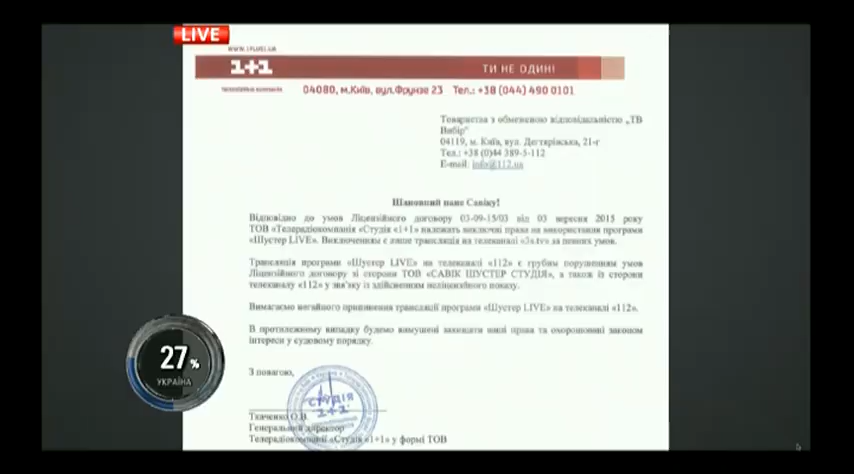 LIVE
WWW.1PLUS1.UA
1+1
ТИ НЕ ОДИН!
04080, м.Київ, вул.Фрунзе 23 Тел.: +38 (044) 490 0101
Товариства з обмеженою відповідальністю „ТВ
Вибір"
04119, м. Київ, вул. Дегтярівська, 21-г
Тел.: +38 (0)44 389-5-112
E-mail. info@112.ua
Шановний пане Савіку!
Відповідно до умов Ліцензійного договору 03-09-15/03 від 03 вересня 2015 року
ТОВ «Телерадіокомпанія «Студія «1+1» належать виключні права на використання програми
«Шустер LIVE». Виключенням є лише трансляція на телеканалі «3s.tv» за певних умов.
Трансляція програми «Шустер LIVE» на телеканалі «112» є грубим порушенням умов
Ліцензійного договору зі сторони ТОВ «САВІК ШУСТЕР СТУДІЯ», а також із сторони
телеканалу «112» у зв'язку із здійсненням неліцензійного показу.
Вимагаємо негайного припинення трансляції програми «Шустер LIVE» на телеканалі «112».
В протилежному випадку будемо вимушені захищати наші права та охоронювані законом
інтереси у судовому порядку.
З повагою,
СТУДІЯ
1+1
Ткаченко О.В.
Генеральний директор
Телерадіокомпанії «Студія «1+1» у формі ТОВ
27%
УКРАЇНА